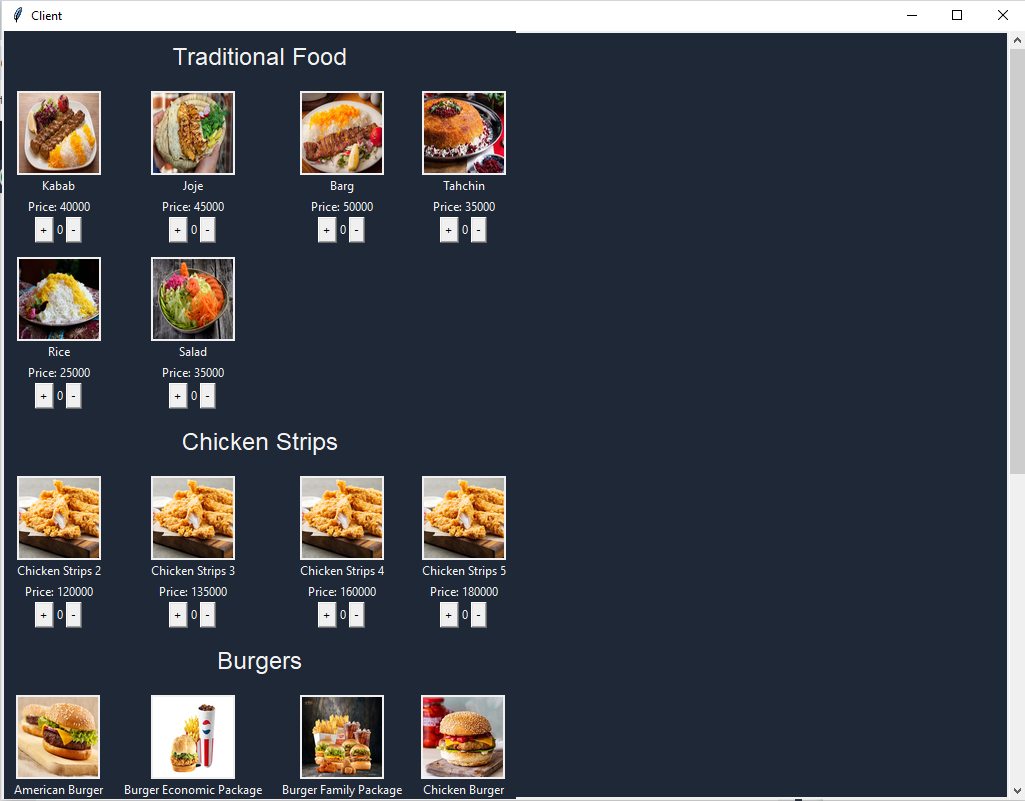 Client
Traditional Food
Kabab Joje Barg Tahchin
Price: 40000 Price: 45000 Price: 50000 Price: 35000
+ 0 - + 0 - + 0 - + 0 -
Rice Salad
Price: 25000 Price: 35000
+ 0 - + 0 -
Chicken Strips
Chicken Strips 2 Chicken Strips 3 Chicken Strips 4 Chicken Strips 5
Price: 120000 Price: 135000 Price: 160000 Price: 180000
+ 0 - + 0 - + 0 - + 0 -
Burgers
American Burger Burger Economic Package Burger Family Package Chicken Burger